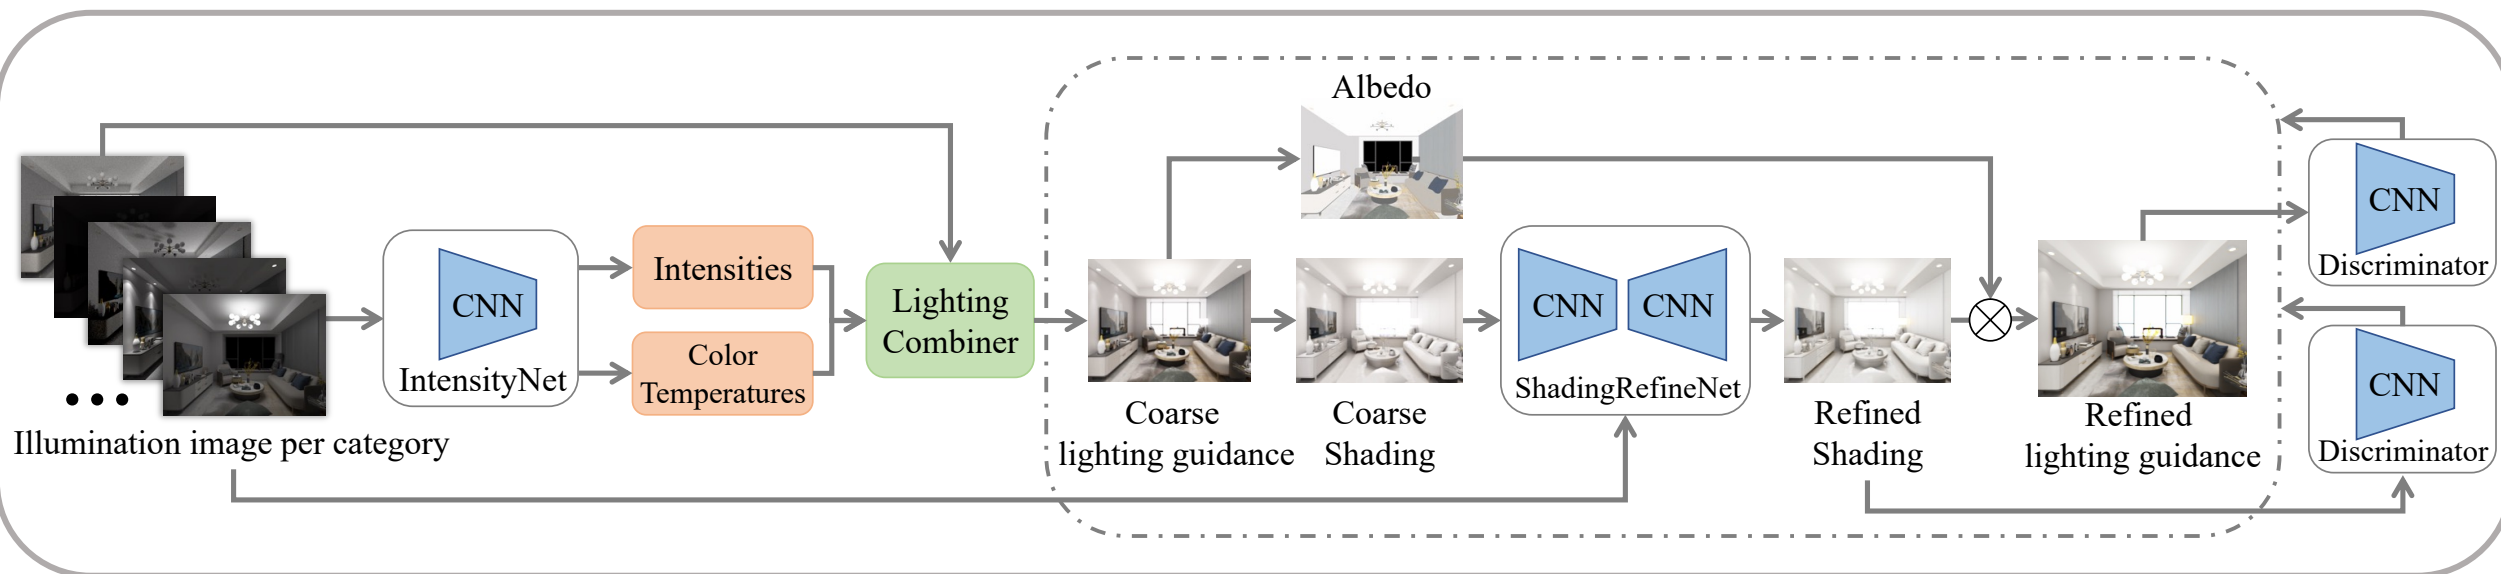 Illumination image per category
CNN
IntensityNet
Intensities
Color
Temperatures
Lighting
Combiner
Albedo
Coarse
lighting guidance
Coarse
Shading
CNN
CNN
ShadingRefineNet
Refined
Shading
Refined
lighting guidance
CNN
Discriminator
CNN
Discriminator